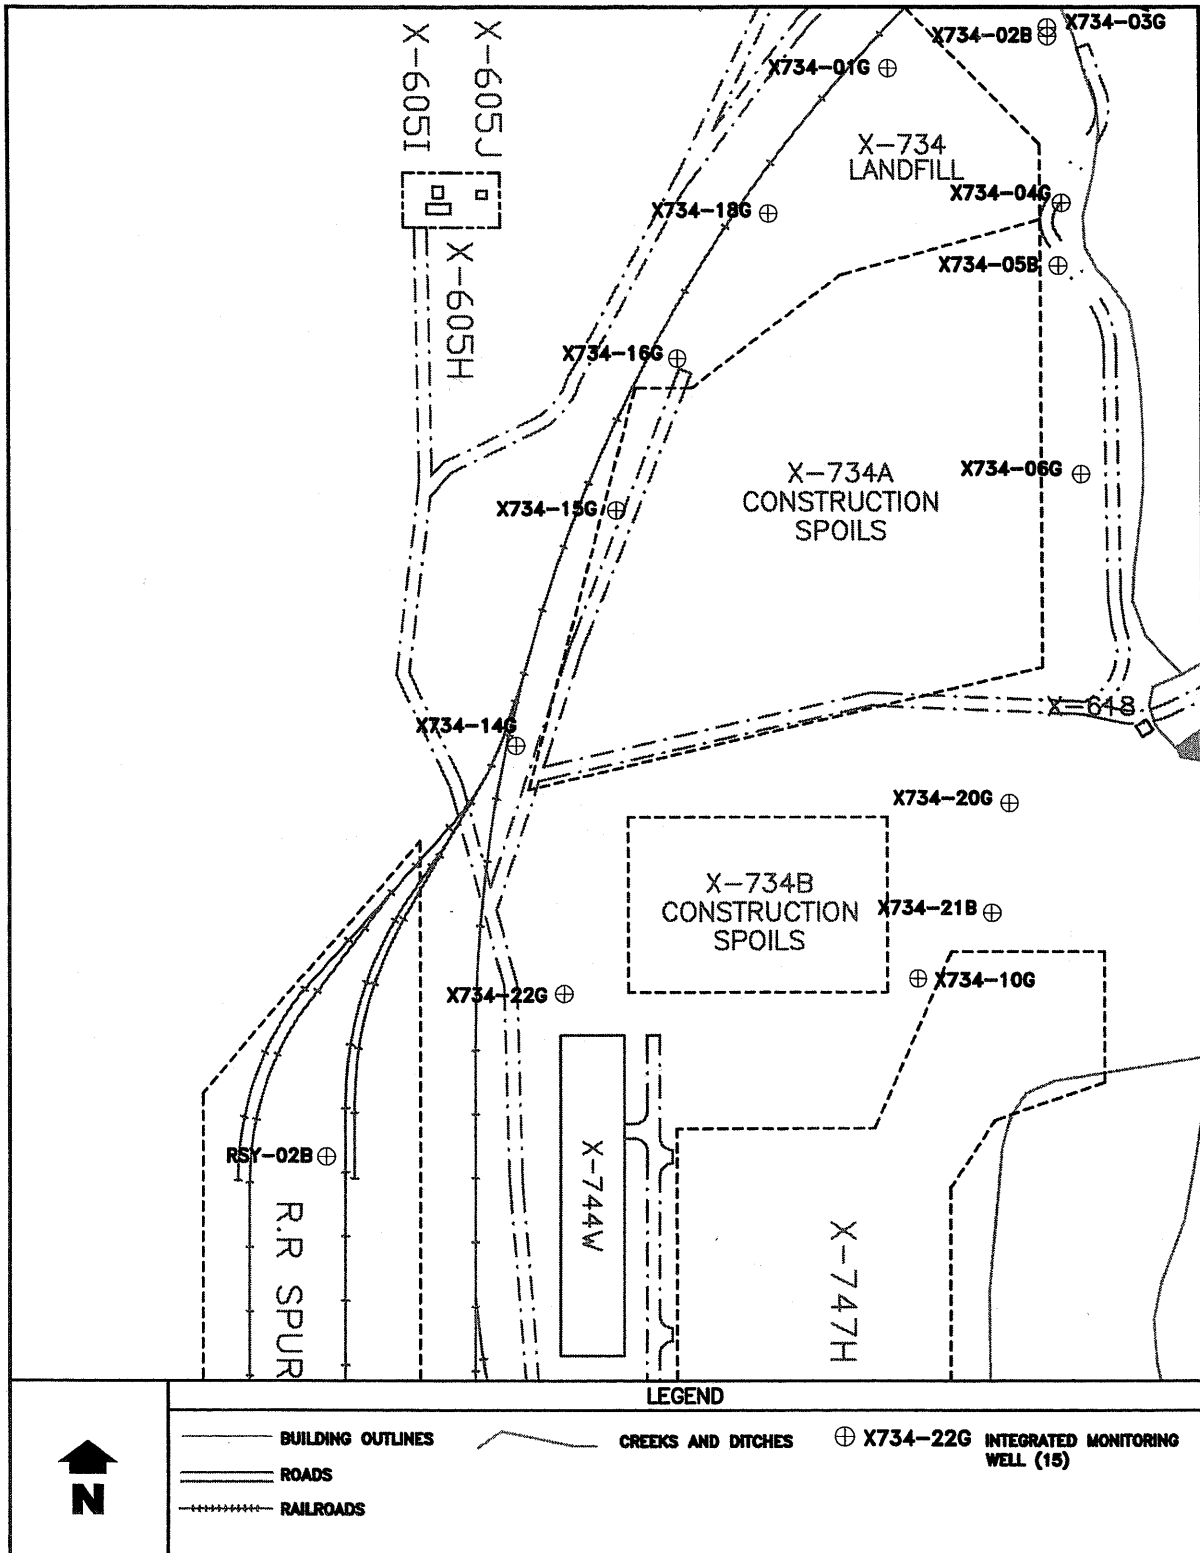 X734-03G
X734-02B
X-605I
X-605J
X734-01G
X-734
LANDFILL
X734-04G
X734-18G
X-605H
X734-05B
X734-16G
X-734A
CONSTRUCTION
SPOILS
X734-06G
X734-15G
X-648
X734-14G
X734-20G
X-734B
CONSTRUCTION
SPOILS
X734-21B
X734-22G
X734-10G
RSY-02B
R.R SPUR
X-744W
X-747H
LEGEND
BUILDING OUTLINES
CREEKS AND DITCHES
X734-22G INTEGRATED MONITORING
WELL (15)
ROADS
RAILROADS
N